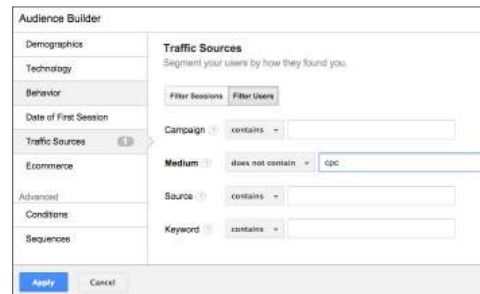 Audience Builder
Demographics
Technology
Behavior
Date of First Session
Traffic Sources 1
Ecommerce
Advanced
Conditions
Sequences
Traffic Sources
Segment your users by how they found you.
Filter Sessions Filter Users
Campaign ? contains
Medium ? does not contain cpc
Source ? contains
Keyword ? contains
Apply Cancel